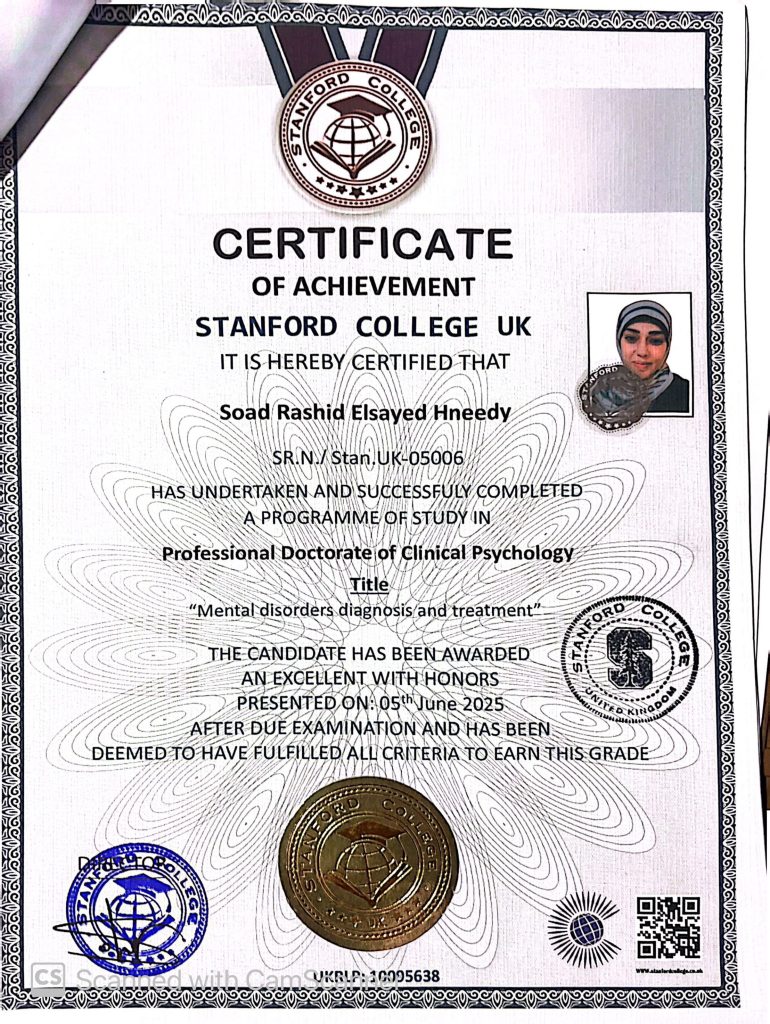 STANFORD COLLEGE
CERTIFICATE
OF ACHIEVEMENT
STANFORD COLLEGE UK
IT IS HEREBY CERTIFIED THAT
STANFORD
Soad Rashid Elsayed Hneedy
SR.N./ Stan.UK-05006
HAS UNDERTAKEN AND SUCCESSFULY COMPLETED
A PROGRAMME OF STUDY IN
Professional Doctorate of Clinical Psychology
Title
“Mental disorders diagnosis and treatment”
STANFORD COLLEGE
S
UNITED KINGDOM
THE CANDIDATE HAS BEEN AWARDED
AN EXCELLENT WITH HONORS
PRESENTED ON: 05th June 2025
AFTER DUE EXAMINATION AND HAS BEEN
DEEMED TO HAVE FULFILLED ALL CRITERIA TO EARN THIS GRADE
STANFORD COLLEGE
UK
STANFORD COLLEGE
www.stanfordcollege.co.uk
UKRLP: 10095638
CS Scanned with CamScanner